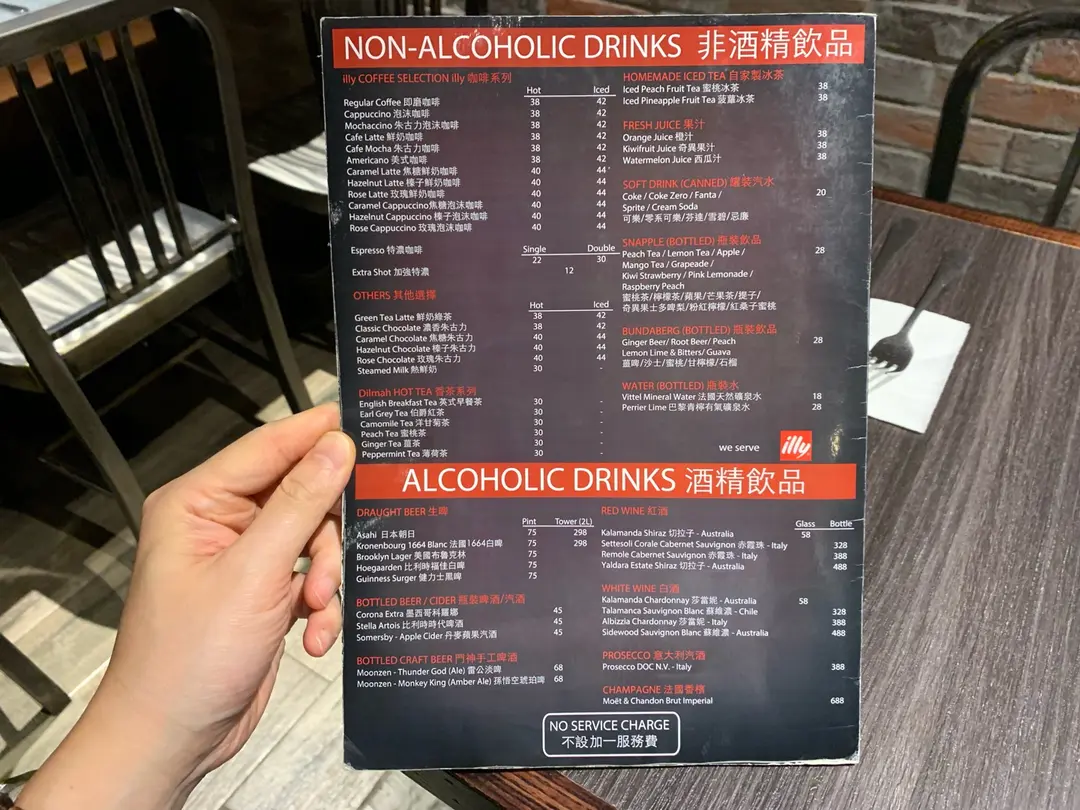 NON-ALCOHOLIC DRINKS 非酒精飲品
illy COFFEE SELECTION illy 咖啡系列
Hot Iced
Regular Coffee 即磨咖啡 38 42
Cappuccino 泡沫咖啡 38 42
Mochaccino 朱古力泡沫咖啡 38 42
Cafe Latte 鮮奶咖啡 38 42
Cafe Mocha 朱古力咖啡 38 42
Americano 美式咖啡 38 42
Caramel Latte 焦糖鮮奶咖啡 40 44
Hazelnut Latte 榛子鮮奶咖啡 40 44
Rose Latte 玫瑰鮮奶咖啡 40 44
Caramel Cappuccino焦糖泡沫咖啡 40 44
Hazelnut Cappuccino 榛子泡沫咖啡 40 44
Rose Cappuccino 玫瑰泡沫咖啡 40 44
Single Double
Espresso 特濃咖啡 22 30
Extra Shot 加強特濃 12
OTHERS 其他選擇
Hot Iced
Green Tea Latte 鮮奶綠茶 38 42
Classic Chocolate 濃香朱古力 38 42
Caramel Chocolate 焦糖朱古力 40 44
Hazelnut Chocolate 榛子朱古力 40 44
Rose Chocolate 玫瑰朱古力 40 44
Steamed Milk 熱鮮奶 30 -
Dilmah HOT TEA 香茶系列
English Breakfast Tea 英式早餐茶 30 -
Earl Grey Tea 伯爵紅茶 30 -
Camomile Tea 洋甘菊茶 30 -
Peach Tea 蜜桃茶 30 -
Ginger Tea 薑茶 30 -
Peppermint Tea 薄荷茶 30 -
HOMEMADE ICED TEA 自家製冰茶
Iced Peach Fruit Tea 蜜桃冰茶 38
Iced Pineapple Fruit Tea 菠蘿冰茶 38
FRESH JUICE 果汁
Orange Juice 橙汁 38
Kiwifruit Juice 奇異果汁 38
Watermelon Juice 西瓜汁 38
SOFT DRINK (CANNED) 罐裝汽水
Coke / Coke Zero / Fanta / 20
Sprite / Cream Soda
可樂/零系可樂/芬達/雪碧/忌廉
SNAPPLE (BOTTLED) 瓶裝飲品
Peach Tea / Lemon Tea / Apple / 28
Mango Tea / Grapeade /
Kiwi Strawberry / Pink Lemonade /
Raspberry Peach
蜜桃茶/檸檬茶/蘋果/芒果茶/提子/
奇異果士多啤梨/粉紅檸檬/紅桑子蜜桃
BUNDABERG (BOTTLED) 瓶裝飲品
Ginger Beer/ Root Beer/ Peach 28
Lemon Lime & Bitters/ Guava
薑啤/沙士/蜜桃/甘檸檬/石榴
WATER (BOTTLED) 瓶裝水
Vittel Mineral Water 法國天然礦泉水 18
Perrier Lime 巴黎青檸有氣礦泉水 28
we serve illy
ALCOHOLIC DRINKS 酒精飲品
DRAUGHT BEER 生啤
Pint Tower (2L)
Asahi 日本朝日 75 298
Kronenbourg 1664 Blanc 法國1664白啤 75 298
Brooklyn Lager 美國布魯克林 75
Hoegaarden 比利時福佳白啤 75
Guinness Surger 健力士黑啤 75
BOTTLED BEER / CIDER 瓶裝啤酒/汽酒
Corona Extra 墨西哥科羅娜 45
Stella Artois 比利時時代啤酒 45
Somersby - Apple Cider 丹麥蘋果汽酒 45
BOTTLED CRAFT BEER 門神手工啤酒
Moonzen - Thunder God (Ale) 雷公淡啤 68
Moonzen - Monkey King (Amber Ale) 孫悟空琥珀啤 68
RED WINE 紅酒
Glass Bottle
Kalamanda Shiraz 切拉子 - Australia 58
Settesoli Corale Cabernet Sauvignon 赤霞珠 - Italy 328
Remole Cabernet Sauvignon 赤霞珠 - Italy 388
Yaldara Estate Shiraz 切拉子 - Australia 488
WHITE WINE 白酒
Kalamanda Chardonnay 莎當妮 - Australia 58
Talamanca Sauvignon Blanc 蘇維濃 - Chile 328
Albizzia Chardonnay 莎當妮 - Italy 388
Sidewood Sauvignon Blanc 蘇維濃 - Australia 488
PROSECCO 意大利汽酒
Prosecco DOC N.V. - Italy 388
CHAMPAGNE 法國香檳
Moët & Chandon Brut Imperial 688
NO SERVICE CHARGE
不設加一服務費